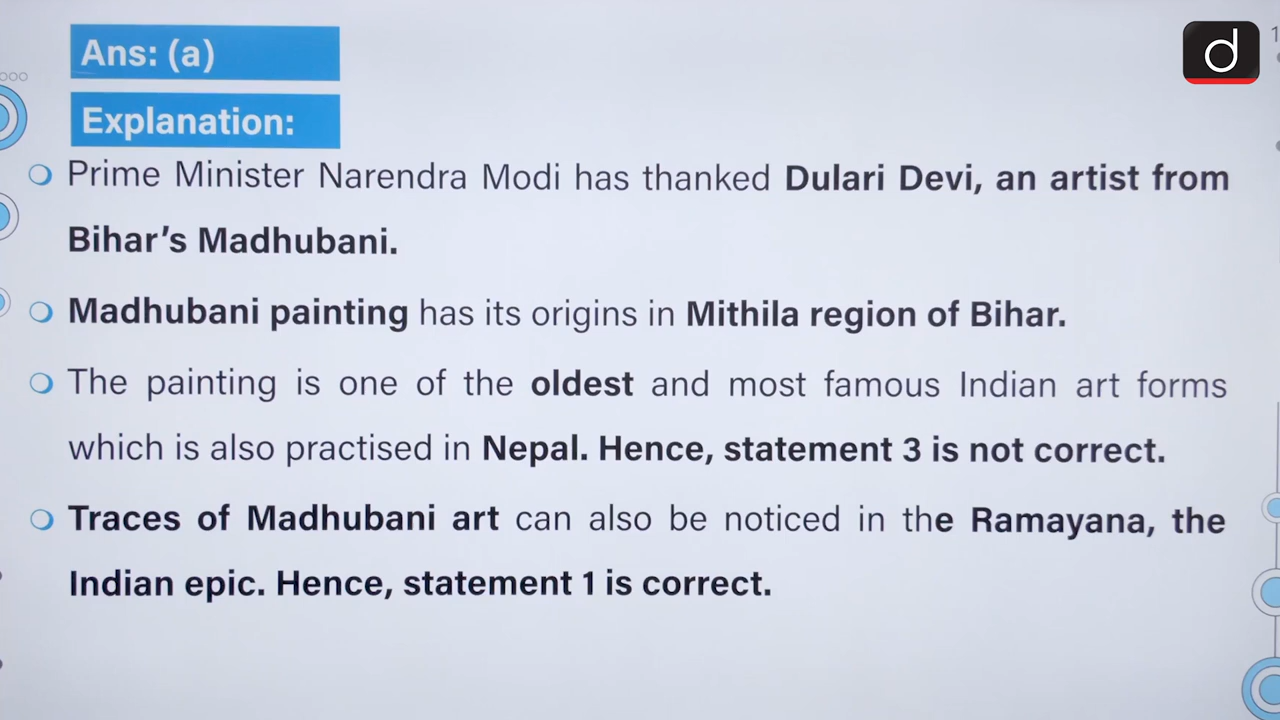 Ans: (a)
Explanation:
Prime Minister Narendra Modi has thanked Dulari Devi, an artist from
Bihar’s Madhubani.
Madhubani painting has its origins in Mithila region of Bihar.
The painting is one of the oldest and most famous Indian art forms
which is also practised in Nepal. Hence, statement 3 is not correct.
Traces of Madhubani art can also be noticed in the Ramayana, the
Indian epic. Hence, statement 1 is correct.
d
1